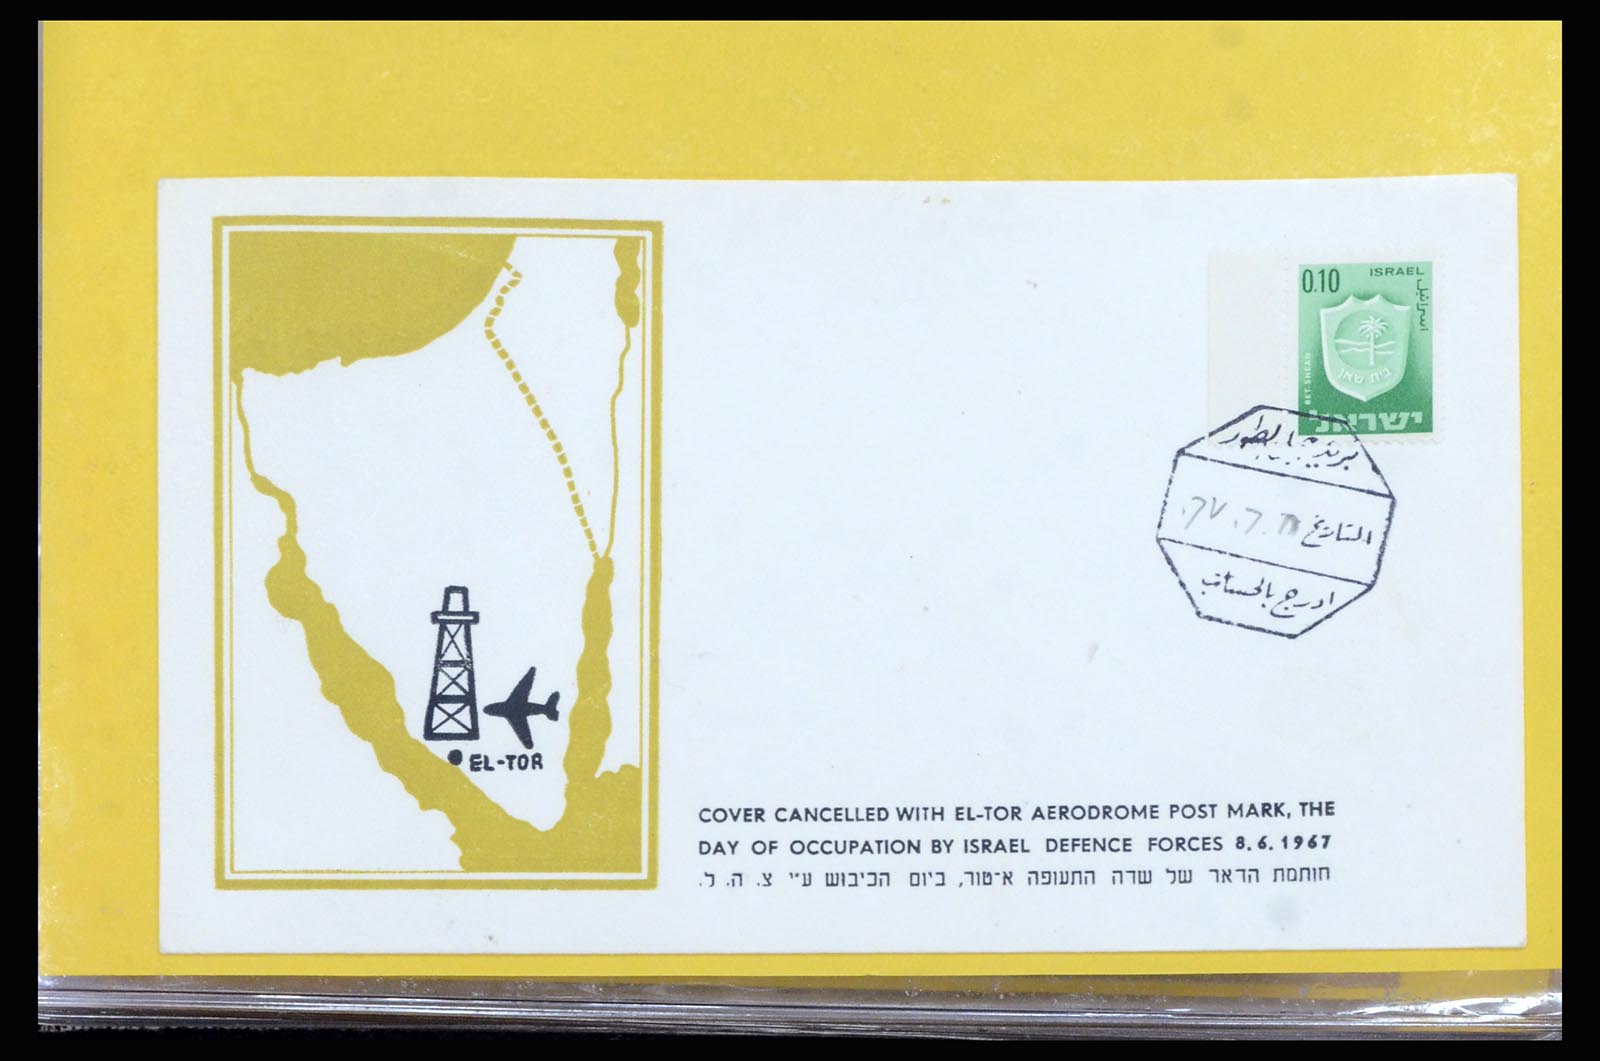 0.10 ISRAEL
اسرائيل
BET SHEAN
בית שאן
ישראל
التاريخ
ادرج بالحساب
EL-TOR
COVER CANCELLED WITH EL-TOR AERODROME POST MARK, THE
DAY OF OCCUPATION BY ISRAEL DEFENCE FORCES 8.6.1967
חותמת הדאר של שדה התעופה א־טור, ביום הכיבוש ע״י צ. ה. ל.